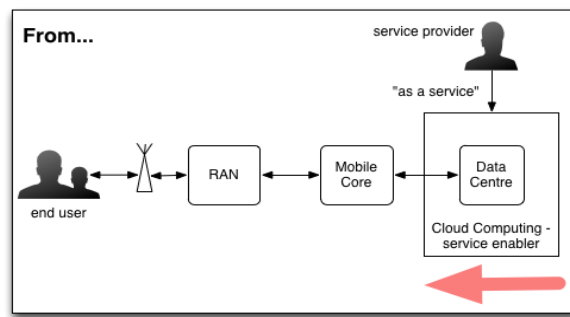 From...
service provider
"as a service"
RAN
Mobile
Core
Data
Centre
end user
Cloud Computing -
service enabler